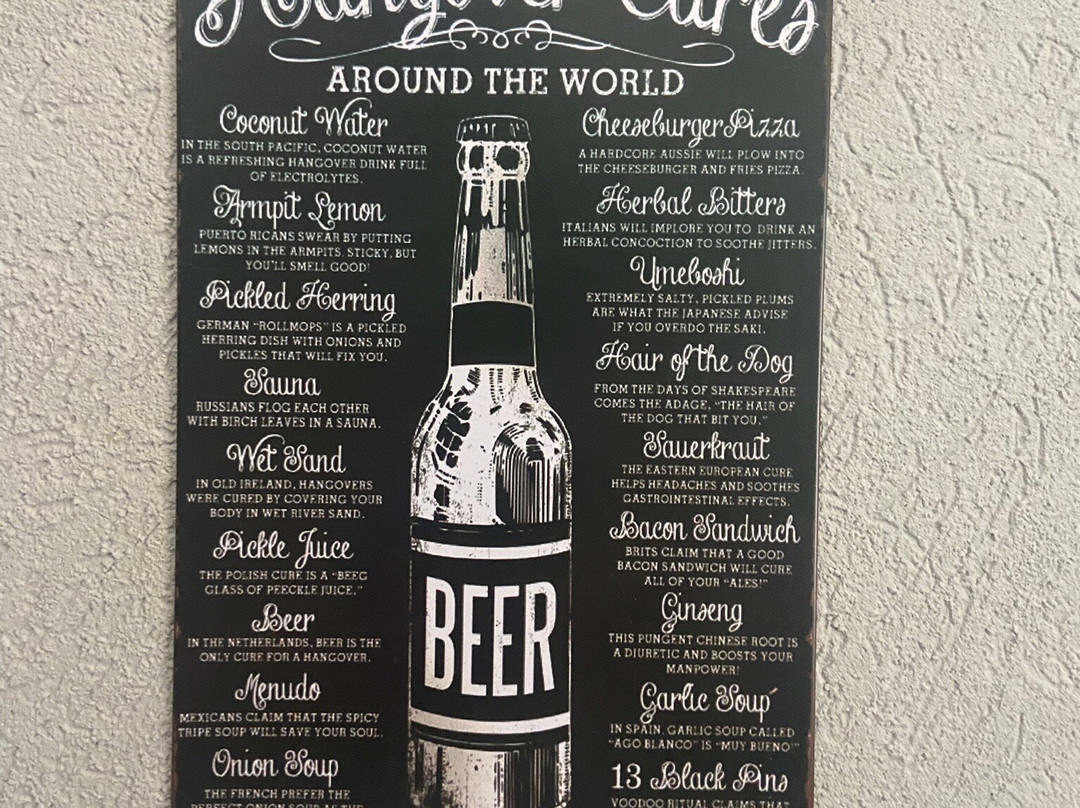 Hangover Cures
AROUND THE WORLD
Coconut Water
IN THE SOUTH PACIFIC, COCONUT WATER
IS A REFRESHING HANGOVER DRINK FULL
OF ELECTROLYTES.
Armpit Lemon
PUERTO RICANS SWEAR BY PUTTING
LEMONS IN THE ARMPITS. STICKY, BUT
YOU'LL SMELL GOOD!
Pickled Herring
GERMAN "ROLLMOPS" IS A PICKLED
HERRING DISH WITH ONIONS AND
PICKLES THAT WILL FIX YOU.
Sauna
RUSSIANS FLOG EACH OTHER
WITH BIRCH LEAVES IN A SAUNA.
Wet Sand
IN OLD IRELAND, HANGOVERS
WERE CURED BY COVERING YOUR
BODY IN WET RIVER SAND.
Pickle Juice
THE POLISH CURE IS A "BEEG
GLASS OF PEECKLE JUICE."
Beer
IN THE NETHERLANDS, BEER IS THE
ONLY CURE FOR A HANGOVER.
Menudo
MEXICANS CLAIM THAT THE SPICY
TRIPE SOUP WILL SAVE YOUR SOUL.
Onion Soup
THE FRENCH PREFER THE
PERFECT ONION SOUP AS THE
BEER
Cheeseburger Pizza
A HARDCORE AUSSIE WILL PLOW INTO
THE CHEESEBURGER AND FRIES PIZZA.
Herbal Bitters
ITALIANS WILL IMPLORE YOU TO DRINK AN
HERBAL CONCOCTION TO SOOTHE JITTERS.
Umeboshi
EXTREMELY SALTY, PICKLED PLUMS
ARE WHAT THE JAPANESE ADVISE
IF YOU OVERDO THE SAKI.
Hair of the Dog
FROM THE DAYS OF SHAKESPEARE
COMES THE ADAGE, "THE HAIR OF
THE DOG THAT BIT YOU."
Sauerkraut
THE EASTERN EUROPEAN CURE
HELPS HEADACHES AND SOOTHES
GASTROINTESTINAL EFFECTS.
Bacon Sandwich
BRITS CLAIM THAT A GOOD
BACON SANDWICH WILL CURE
ALL OF YOUR "ALES!"
Ginseng
THIS PUNGENT CHINESE ROOT IS
A DIURETIC AND BOOSTS YOUR
MANPOWER!
Garlic Soup
IN SPAIN, GARLIC SOUP CALLED
"AGO BLANCO" IS "MUY BUENO"
13 Black Pins
VOODOO RITUAL CLAIMS THAT